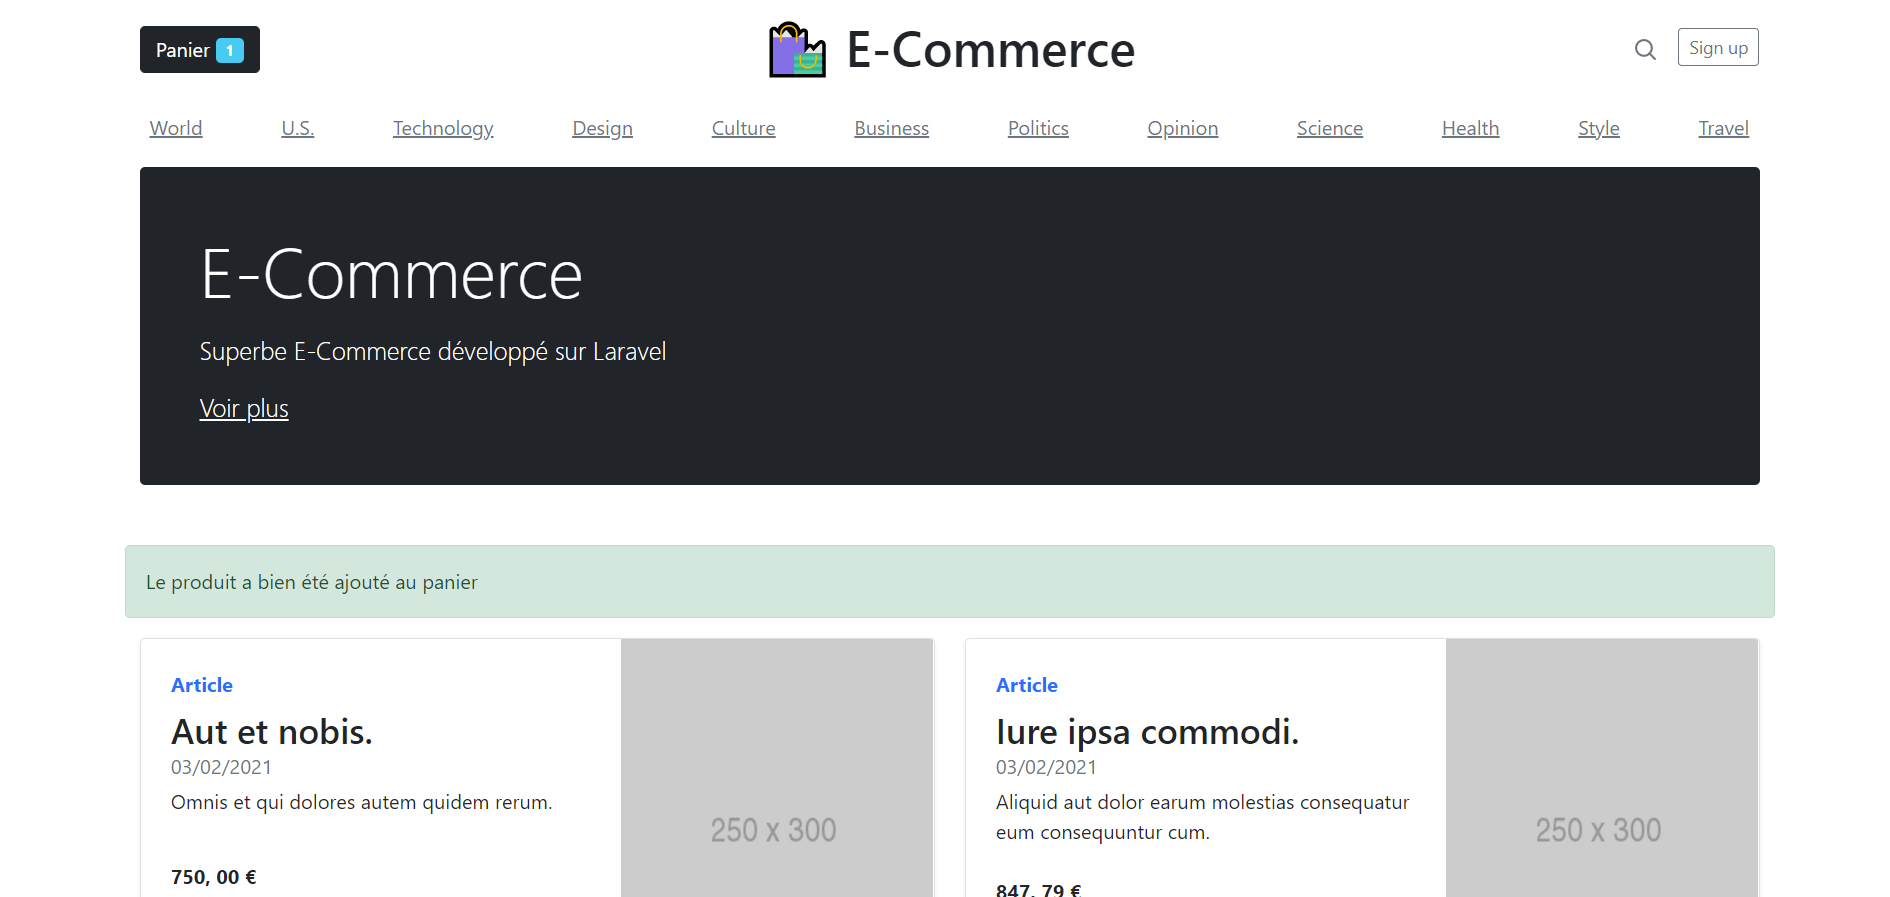 Panier 1
E-Commerce
Sign up
World U.S. Technology Design Culture Business Politics Opinion Science Health Style Travel
E-Commerce
Superbe E-Commerce développé sur Laravel
Voir plus
Le produit a bien été ajouté au panier
Article
Aut et nobis.
03/02/2021
Omnis et qui dolores autem quidem rerum.
750, 00 €
250 x 300
Article
Iure ipsa commodi.
03/02/2021
Aliquid aut dolor earum molestias consequatur
eum consequuntur cum.
847, 79 €
250 x 300